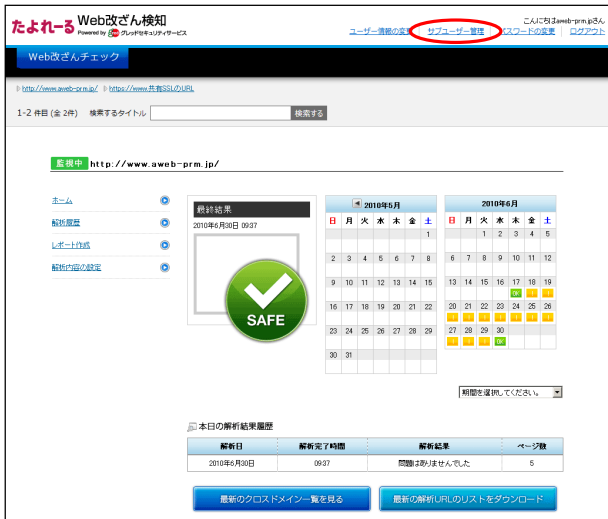 たよれーる Web改ざん検知
Powered by グレッドセキュリティサービス
こんにちはaweb-prm.jpさん
ユーザー情報の変更 | サブユーザー管理 | パスワードの変更 | ログアウト
Web改ざんチェック
http://www.aweb-prm.jp/ https://www.共有SSLのURL
1-2 件目 (全 2件) 検索するタイトル 検索する
監視中 http://www.aweb-prm.jp/
ホーム
解析履歴
レポート作成
解析内容の設定
最終結果
2010年6月30日 09:37
SAFE
2010年5月
日 月 火 水 木 金 土
1
2 3 4 5 6 7 8
9 10 11 12 13 14 15
16 17 18 19 20 21 22
23 24 25 26 27 28 29
30 31
2010年6月
日 月 火 水 木 金 土
1 2 3 4 5
6 7 8 9 10 11 12
13 14 15 16 17 18 19
OK ! !
20 21 22 23 24 25 26
! ! ! ! ! ! !
27 28 29 30
! ! ! OK
期間を選択してください。
本日の解析結果履歴
解析日 解析完了時間 解析結果 ページ数
2010年6月30日 09:37 問題はありませんでした 5
最新のクロスドメイン一覧を見る 最新の解析URLのリストをダウンロード